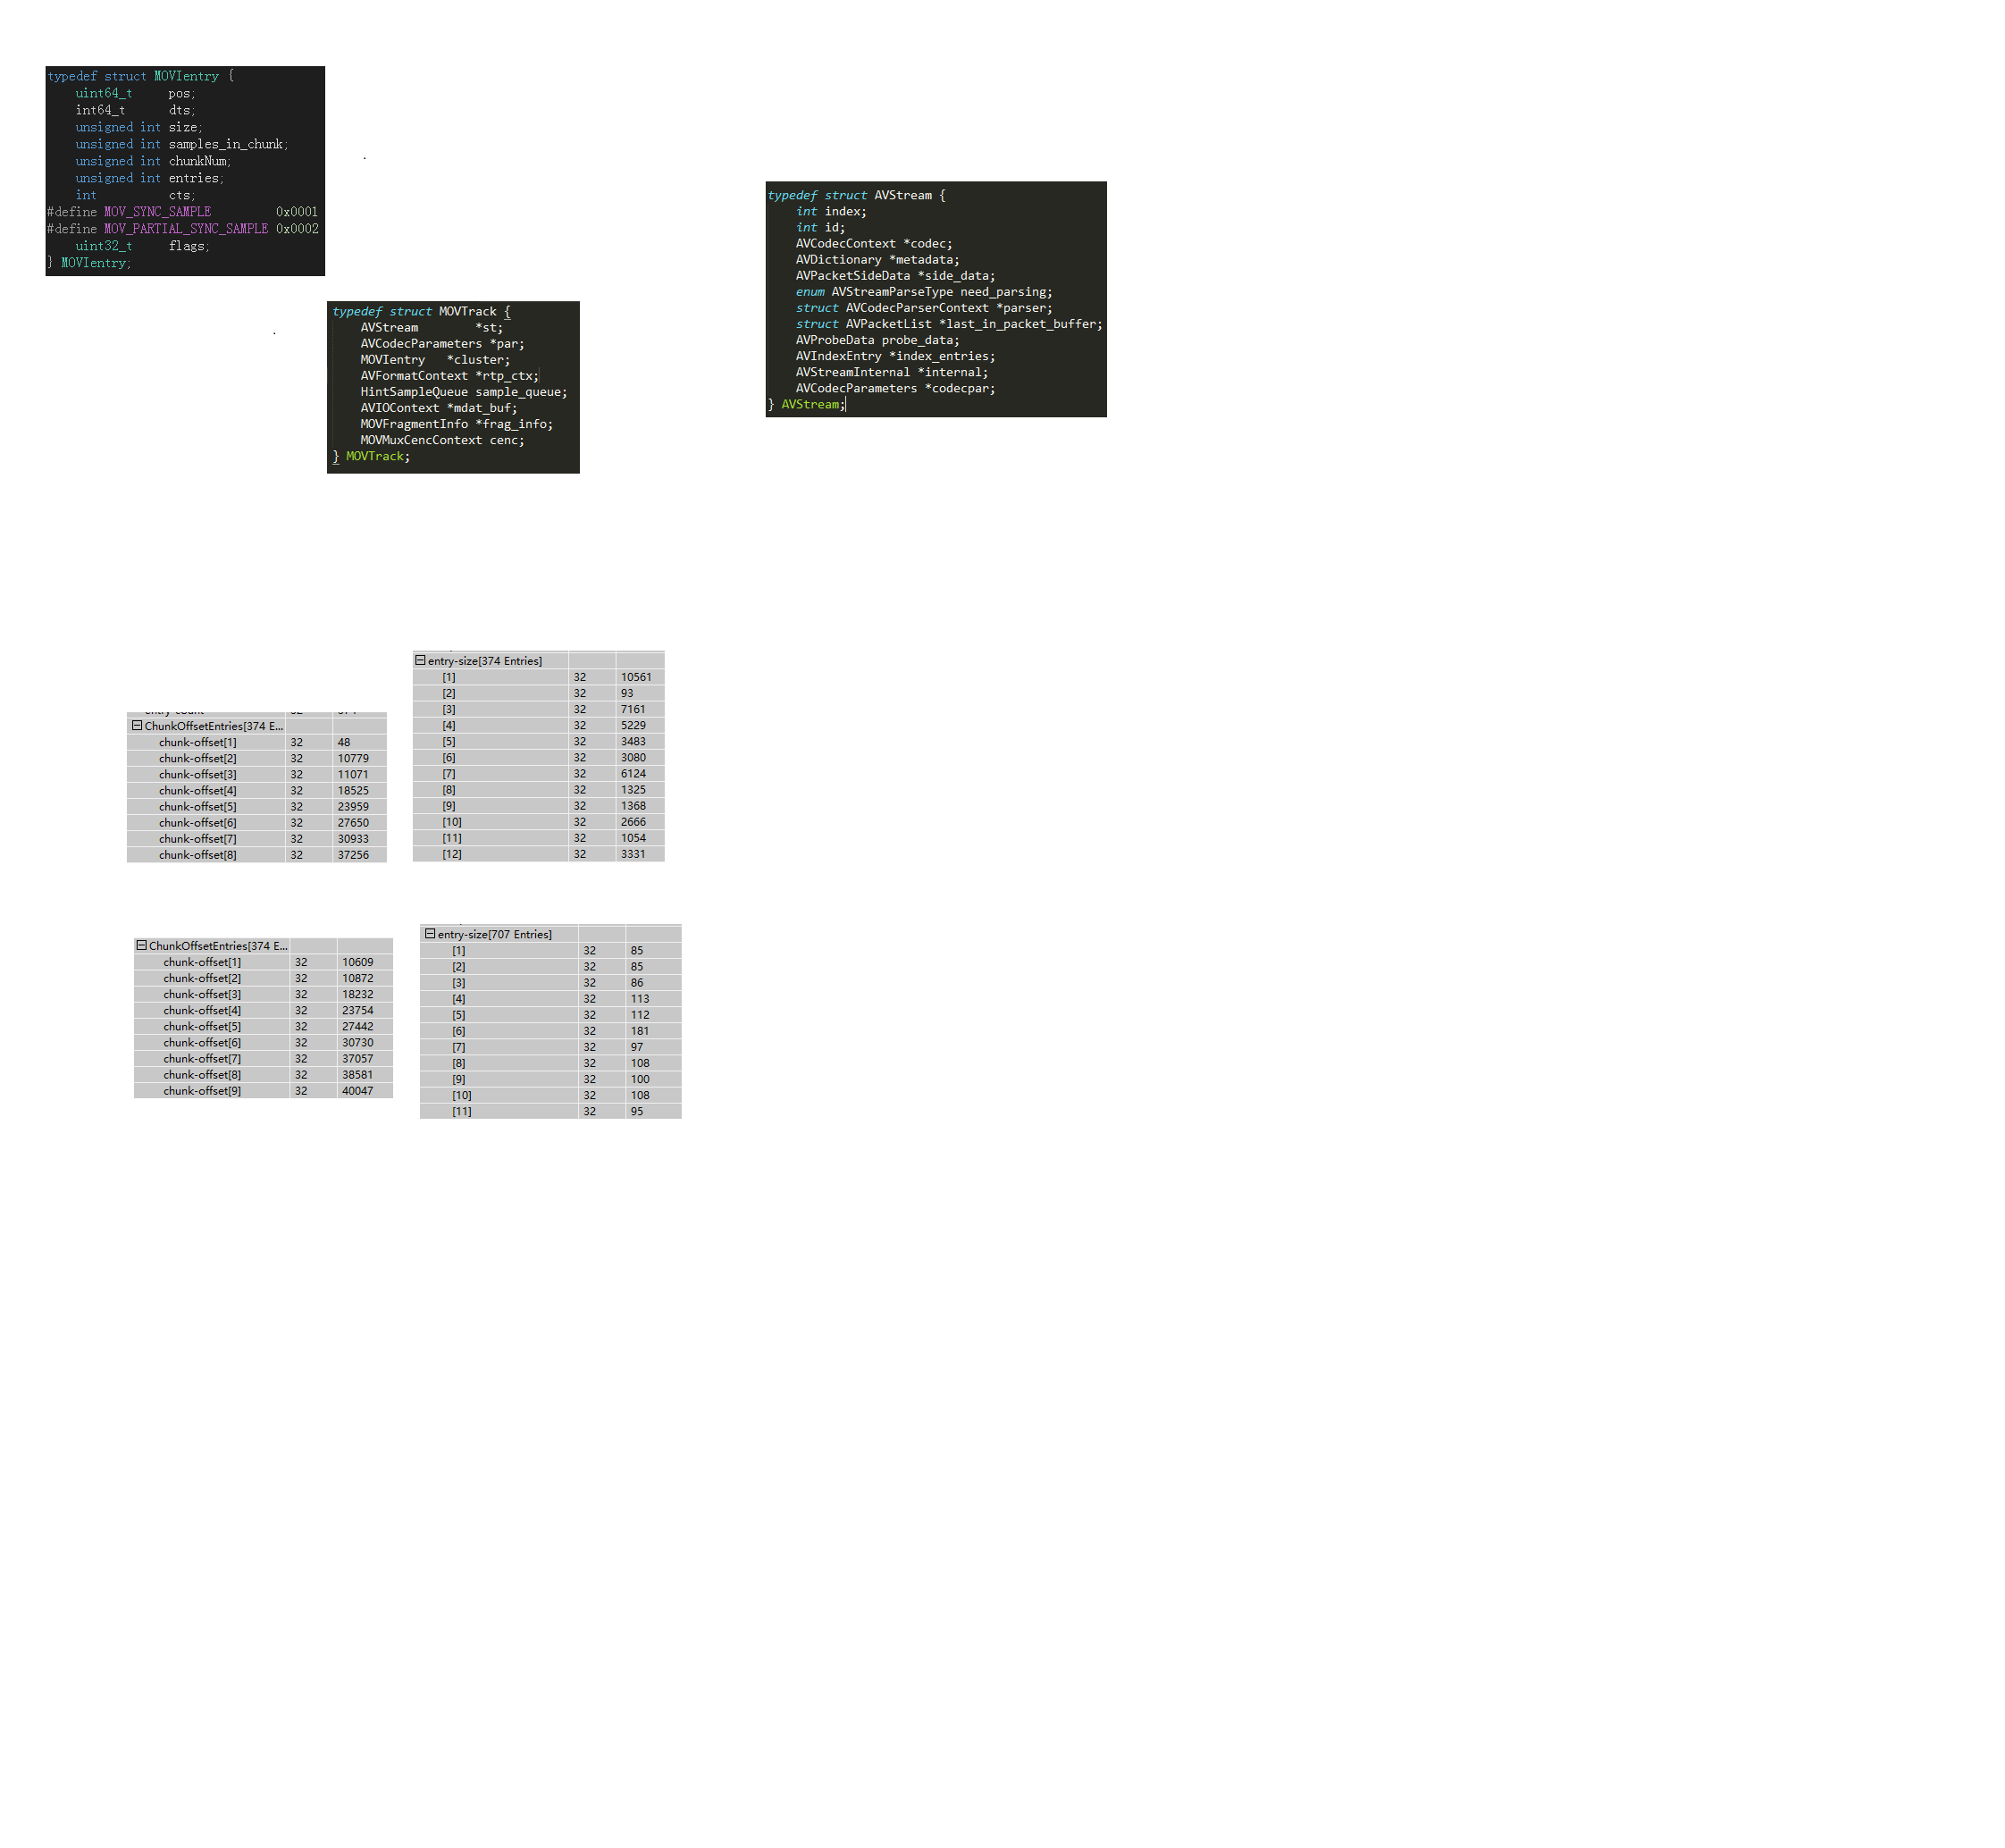 typedef struct MOVIentry {
uint64_t pos;
int64_t dts;
unsigned int size;
unsigned int samples_in_chunk;
unsigned int chunkNum;
unsigned int entries;
int cts;
#define MOV_SYNC_SAMPLE 0x0001
#define MOV_PARTIAL_SYNC_SAMPLE 0x0002
uint32_t flags;
} MOVIentry;
typedef struct AVStream {
int index;
int id;
AVCodecContext *codec;
AVDictionary *metadata;
AVPacketSideData *side_data;
enum AVStreamParseType need_parsing;
struct AVCodecParserContext *parser;
struct AVPacketList *last_in_packet_buffer;
AVProbeData probe_data;
AVIndexEntry *index_entries;
AVStreamInternal *internal;
AVCodecParameters *codecpar;
} AVStream;
typedef struct MOVTrack {
AVStream *st;
AVCodecParameters *par;
MOVIentry *cluster;
AVFormatContext *rtp_ctx;
HintSampleQueue sample_queue;
AVIOContext *mdat_buf;
MOVFragmentInfo *frag_info;
MOVMuxCencContext cenc;
} MOVTrack;
ChunkOffsetEntries[374 E...
chunk-offset[1] 32 48
chunk-offset[2] 32 10779
chunk-offset[3] 32 11071
chunk-offset[4] 32 18525
chunk-offset[5] 32 23959
chunk-offset[6] 32 27650
chunk-offset[7] 32 30933
chunk-offset[8] 32 37256
entry-size[374 Entries]
[1] 32 10561
[2] 32 93
[3] 32 7161
[4] 32 5229
[5] 32 3483
[6] 32 3080
[7] 32 6124
[8] 32 1325
[9] 32 1368
[10] 32 2666
[11] 32 1054
[12] 32 3331
ChunkOffsetEntries[374 E...
chunk-offset[1] 32 10609
chunk-offset[2] 32 10872
chunk-offset[3] 32 18232
chunk-offset[4] 32 23754
chunk-offset[5] 32 27442
chunk-offset[6] 32 30730
chunk-offset[7] 32 37057
chunk-offset[8] 32 38581
chunk-offset[9] 32 40047
entry-size[707 Entries]
[1] 32 85
[2] 32 85
[3] 32 86
[4] 32 113
[5] 32 112
[6] 32 181
[7] 32 97
[8] 32 108
[9] 32 100
[10] 32 108
[11] 32 95